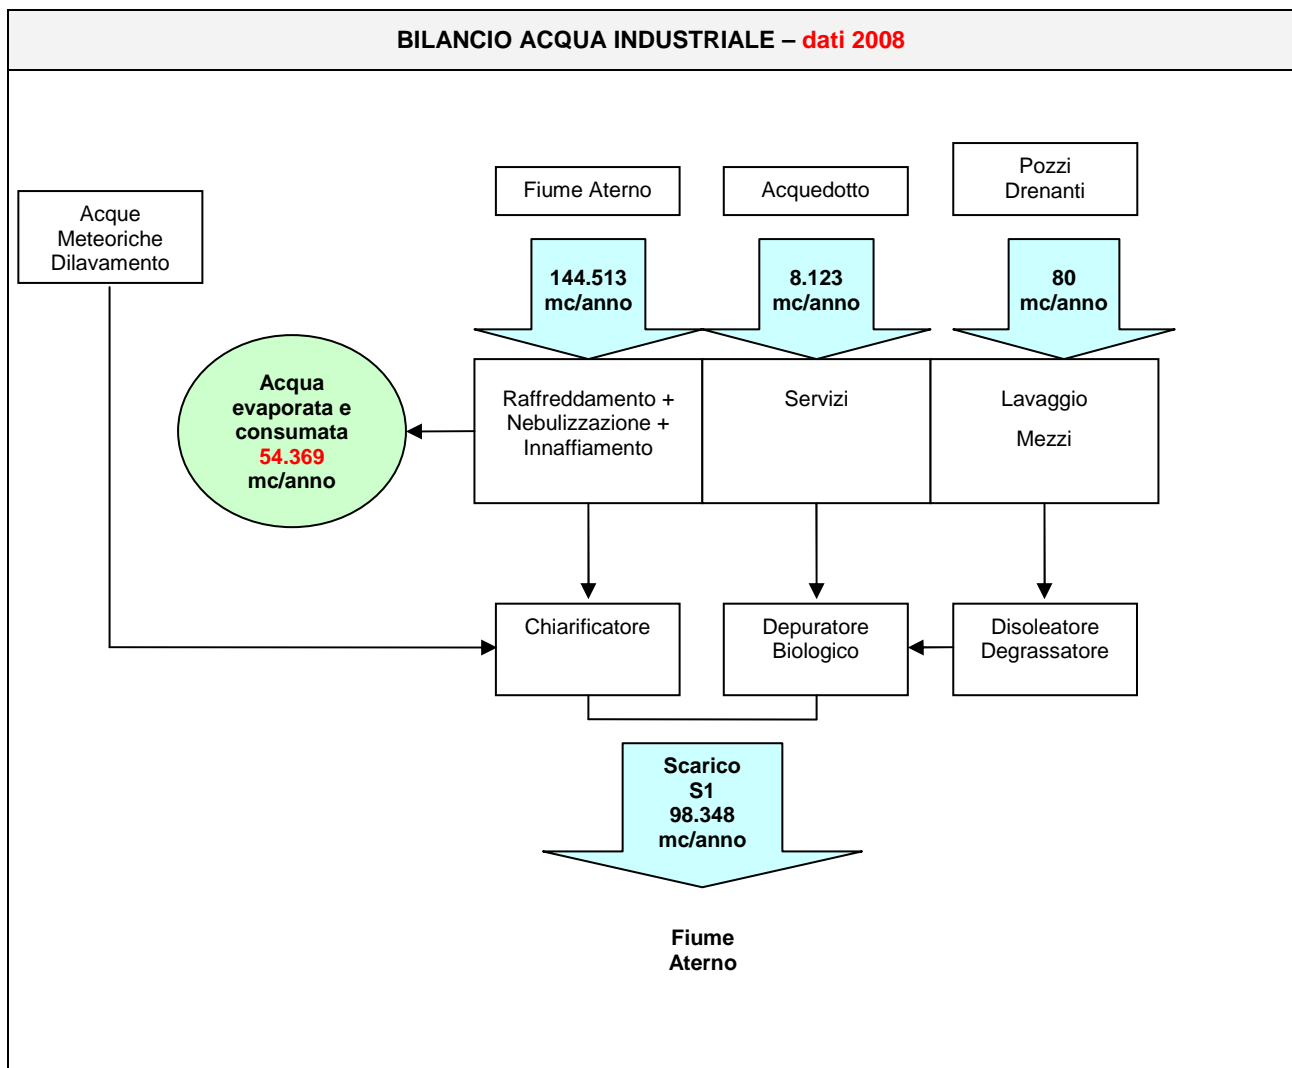 BILANCIO ACQUA INDUSTRIALE – dati 2008
Fiume Aterno
Acquedotto
Pozzi
Drenanti
Acque
Meteoriche
Dilavamento
144.513
mc/anno
8.123
mc/anno
80
mc/anno
Acqua
evaporata e
consumata
54.369
mc/anno
Raffreddamento +
Nebulizzazione +
Innaffiamento
Servizi
Lavaggio
Mezzi
Chiarificatore
Depuratore
Biologico
Disoleatore
Degrassatore
Scarico
S1
98.348
mc/anno
Fiume
Aterno